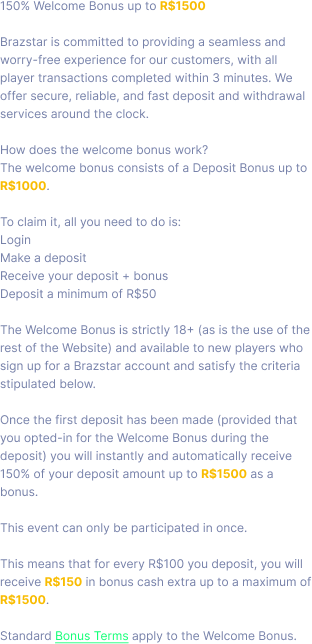 150% Welcome Bonus up to R$1500
Brazstar is committed to providing a seamless and
worry-free experience for our customers, with all
player transactions completed within 3 minutes. We
offer secure, reliable, and fast deposit and withdrawal
services around the clock.
How does the welcome bonus work?
The welcome bonus consists of a Deposit Bonus up to
R$1000.
To claim it, all you need to do is:
Login
Make a deposit
Receive your deposit + bonus
Deposit a minimum of R$50
The Welcome Bonus is strictly 18+ (as is the use of the
rest of the Website) and available to new players who
sign up for a Brazstar account and satisfy the criteria
stipulated below.
Once the first deposit has been made (provided that
you opted-in for the Welcome Bonus during the
deposit) you will instantly and automatically receive
150% of your deposit amount up to R$1500 as a
bonus.
This event can only be participated in once.
This means that for every R$100 you deposit, you will
receive R$150 in bonus cash extra up to a maximum of
R$1500.
Standard Bonus Terms apply to the Welcome Bonus.